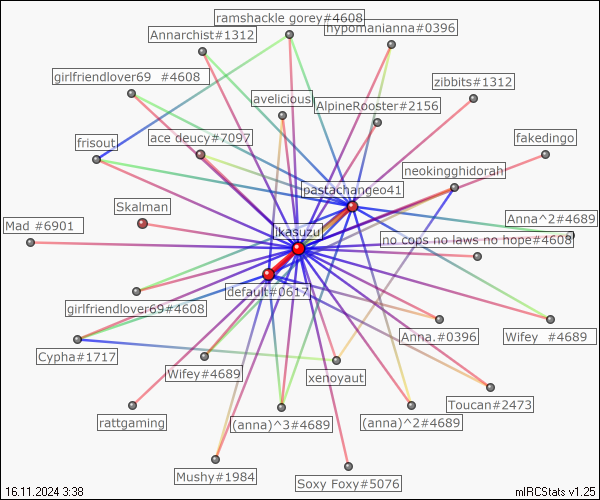 ramshackle gorey#4608
hypomanianna#0396
Annarchist#1312
girlfriendlover69 #4608
zibbits#1312
avelicious
AlpineRooster#2156
frisout
ace deucy#7097
fakedingo
neokingghidorah
pastachangeo41
Skalman
Anna^2#4689
Mad #6901
ikasuzu
no cops no laws no hope#4608
default#0617
girlfriendlover69#4608
Anna.#0396
Wifey #4689
Cypha#1717
Wifey#4689
xenoyaut
Toucan#2473
rattgaming
(anna)^3#4689
(anna)^2#4689
Mushy#1984
Soxy Foxy#5076
16.11.2024 3:38
mIRCStats v1.25